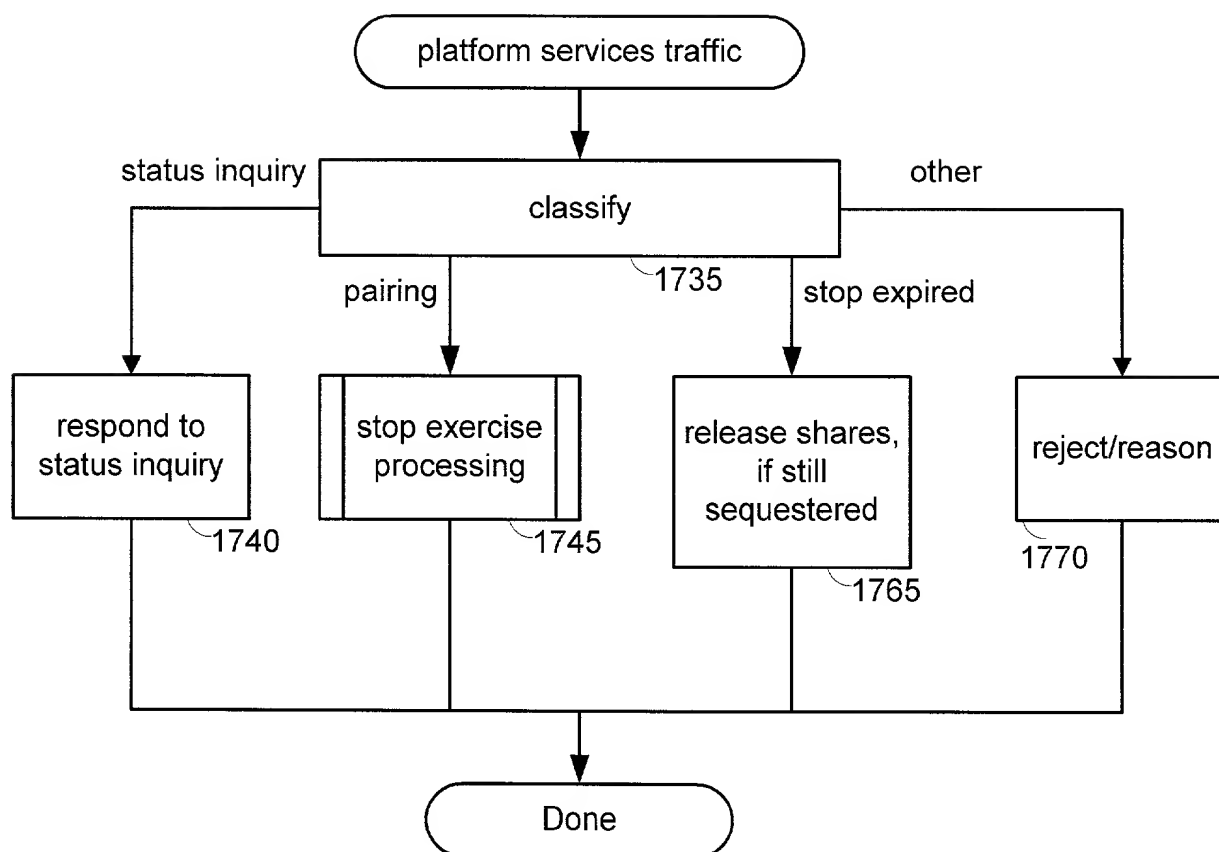 platform services traffic
status inquiry
other
classify
1735
pairing
stop expired
respond to
status inquiry
1740
stop exercise
processing
1745
release shares,
if still
sequestered
1765
reject/reason
1770
Done